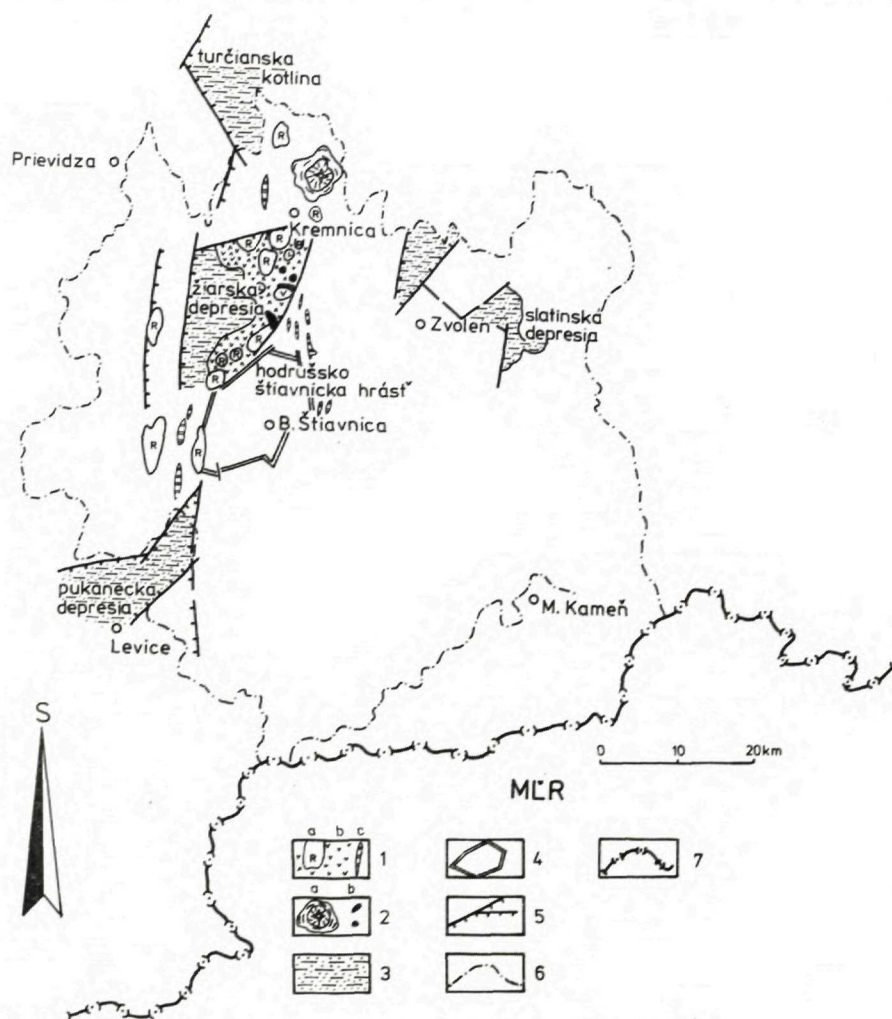 turčianska
kotlina
R
Prievidza
R
Kremnica
R
R
R
žiarska
depresia
v
R
Zvolen
slatinská
depresia
R
R
R
R
hodrušsko
štiavnicka hrásť
B. Štiavnica
R
R
pukanecká
depresia
Levice
M. Kameň
S
0 10 20km
MĽR
a b c
R
1
4
7
a b
2
5
3
6